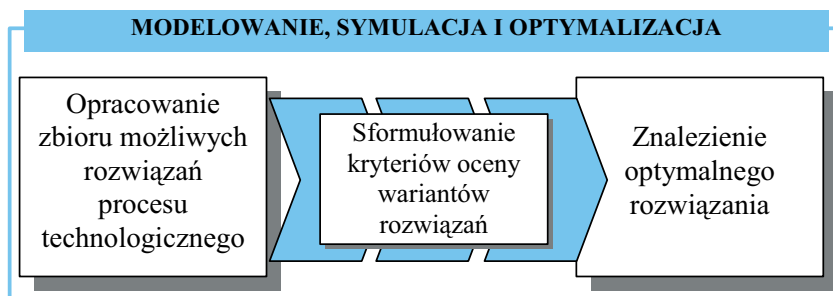 MODELOWANIE, SYMULACJA I OPTYMALIZACJA
Opracowanie
zbioru możliwych
rozwiązań
procesu
technologicznego
Sformułowanie
kryteriów oceny
wariantów
rozwiązań
Znalezienie
optymalnego
rozwiązania